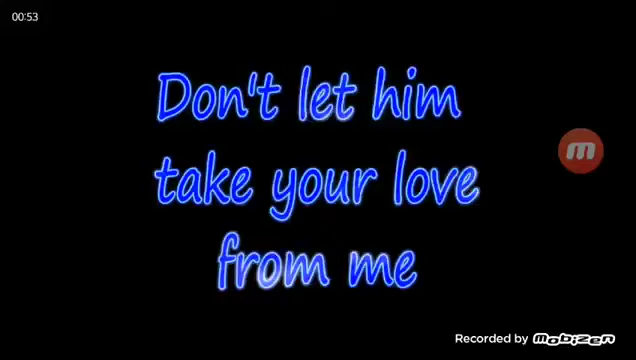 00:53
Don't let him
take your love
from me
Recorded by Mobizen